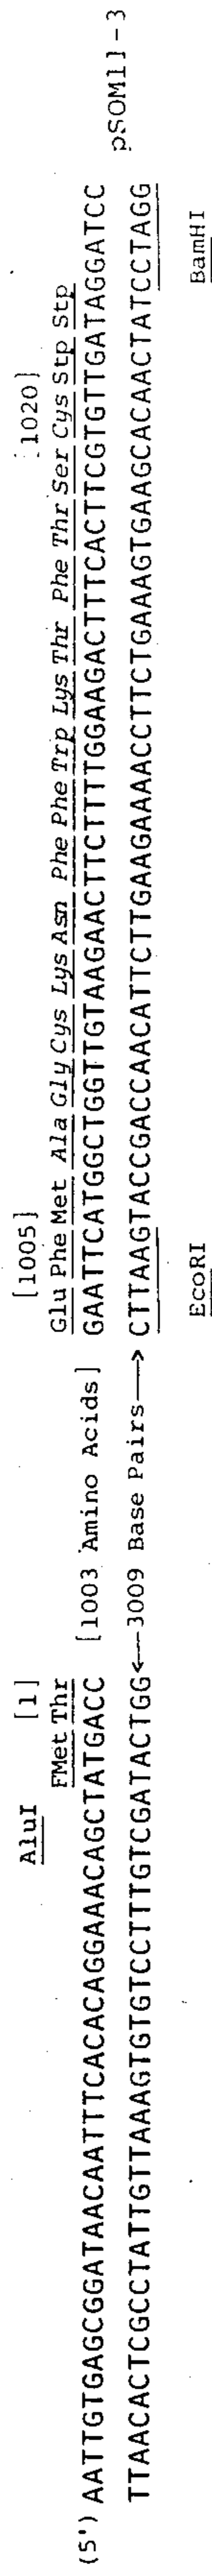 AluI [1] [1005] [1020]
FMet Thr Glu Phe Met Ala Gly Cys Lys Asn Phe Phe Trp Lys Thr Phe Thr Ser Cys Stp Stp
(5') AATTGTGAGCGGATAACAATTTCACACAGGAAACAGCTATGACC [1003 Amino Acids] GAATTCATGGCTGGTTGTAAGAACTTCTTTTGGAAGACTTTCACTTCGTGTTGATAGGATCC pSOM11-3
TTAACACTCGCCTATTGTTAAAGTGTGTCCTTTGTCGATACTGG<—3009 Base Pairs—> CTTAAGTACCGACCAACATTCTTGAAGAAAACCTTCTGAAAGTGAAGCACAACTATCCTAGG
EcoRI BamHI